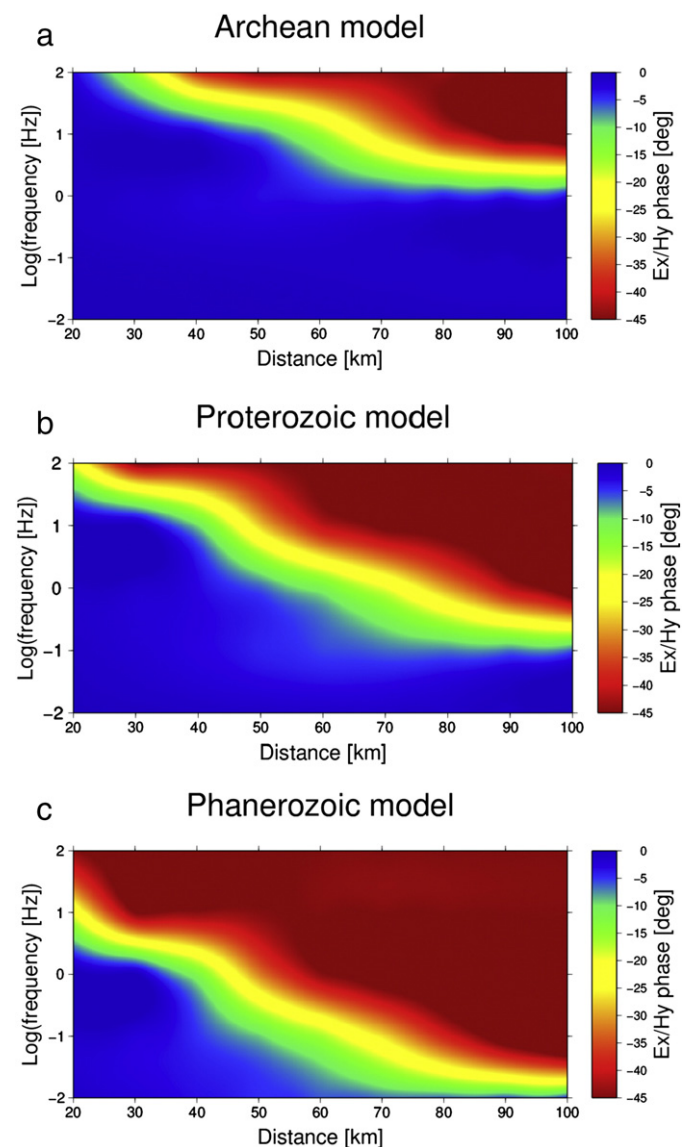 a
Archean model
2
1
0
−1
−2
Log(frequency [Hz])
20 30 40 50 60 70 80 90 100
Distance [km]
0
−5
−10
−15
−20
−25
−30
−35
−40
−45
Ex/Hy phase [deg]
b
Proterozoic model
2
1
0
−1
−2
Log(frequency [Hz])
20 30 40 50 60 70 80 90 100
Distance [km]
0
−5
−10
−15
−20
−25
−30
−35
−40
−45
Ex/Hy phase [deg]
c
Phanerozoic model
2
1
0
−1
−2
Log(frequency [Hz])
20 30 40 50 60 70 80 90 100
Distance [km]
0
−5
−10
−15
−20
−25
−30
−35
−40
−45
Ex/Hy phase [deg]